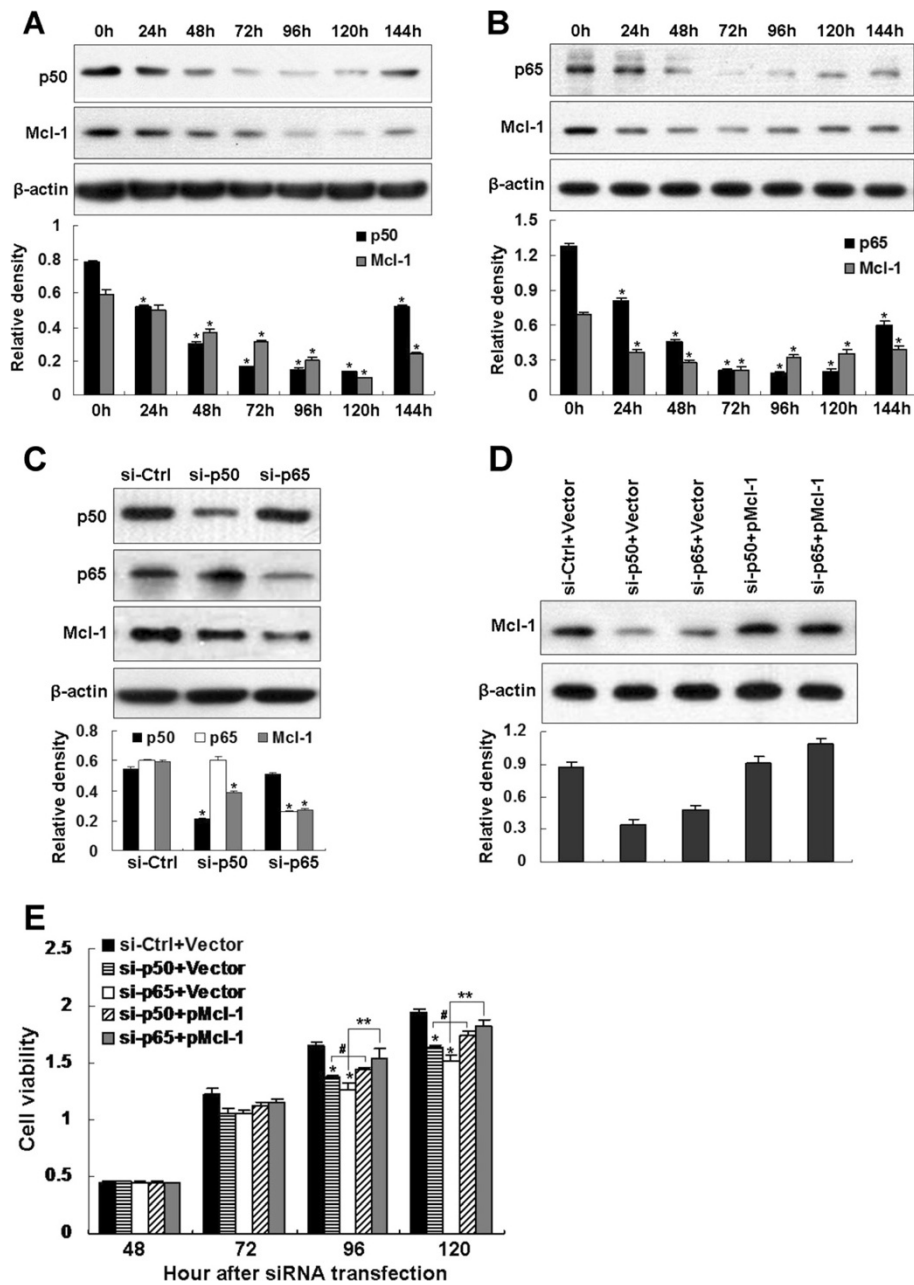 A
0h 24h 48h 72h 96h 120h 144h
p50
Mcl-1
β-actin
Relative density
1
0.8
0.6
0.4
0.2
0
p50
Mcl-1
*
* *
* *
* *
* *
* *
0h 24h 48h 72h 96h 120h 144h
B
0h 24h 48h 72h 96h 120h 144h
p65
Mcl-1
β-actin
Relative density
1.5
1.2
0.9
0.6
0.3
0
p65
Mcl-1
* *
* *
* *
* *
* *
* *
0h 24h 48h 72h 96h 120h 144h
C
si-Ctrl si-p50 si-p65
p50
p65
Mcl-1
β-actin
Relative density
0.8
0.6
0.4
0.2
0
p50 p65 Mcl-1
* *
* *
si-Ctrl si-p50 si-p65
D
si-Ctrl+Vector
si-p50+Vector
si-p65+Vector
si-p50+pMcl-1
si-p65+pMcl-1
Mcl-1
β-actin
Relative density
1.2
0.9
0.6
0.3
0
E
Cell viability
2.5
2
1.5
1
0.5
0
si-Ctrl+Vector
si-p50+Vector
si-p65+Vector
si-p50+pMcl-1
si-p65+pMcl-1
**
#
* *
**
#
* *
48 72 96 120
Hour after siRNA transfection